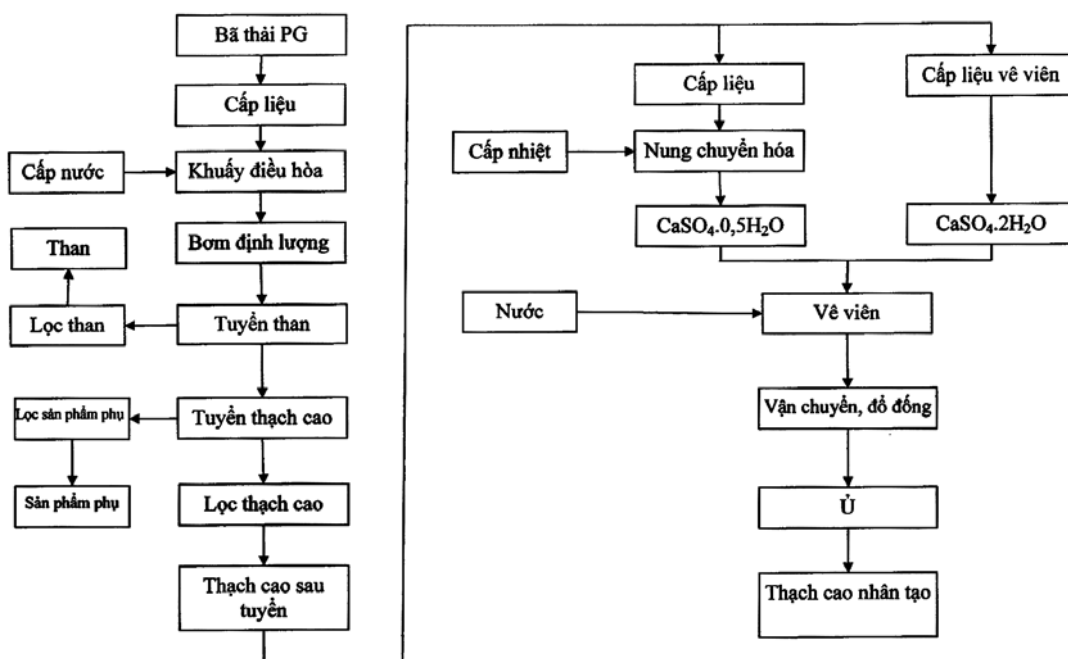 Bã thải PG
Cấp liệu
Cấp nước
Khuấy điều hòa
Bơm định lượng
Than
Lọc than
Tuyển than
Lọc sản phẩm phụ
Tuyển thạch cao
Sản phẩm phụ
Lọc thạch cao
Thạch cao sau
tuyển
Cấp liệu
Cấp liệu vê viên
Cấp nhiệt
Nung chuyển hóa
CaSO₄.0,5H₂O
CaSO₄.2H₂O
Nước
Vê viên
Vận chuyển, đổ đống
Ủ
Thạch cao nhân tạo